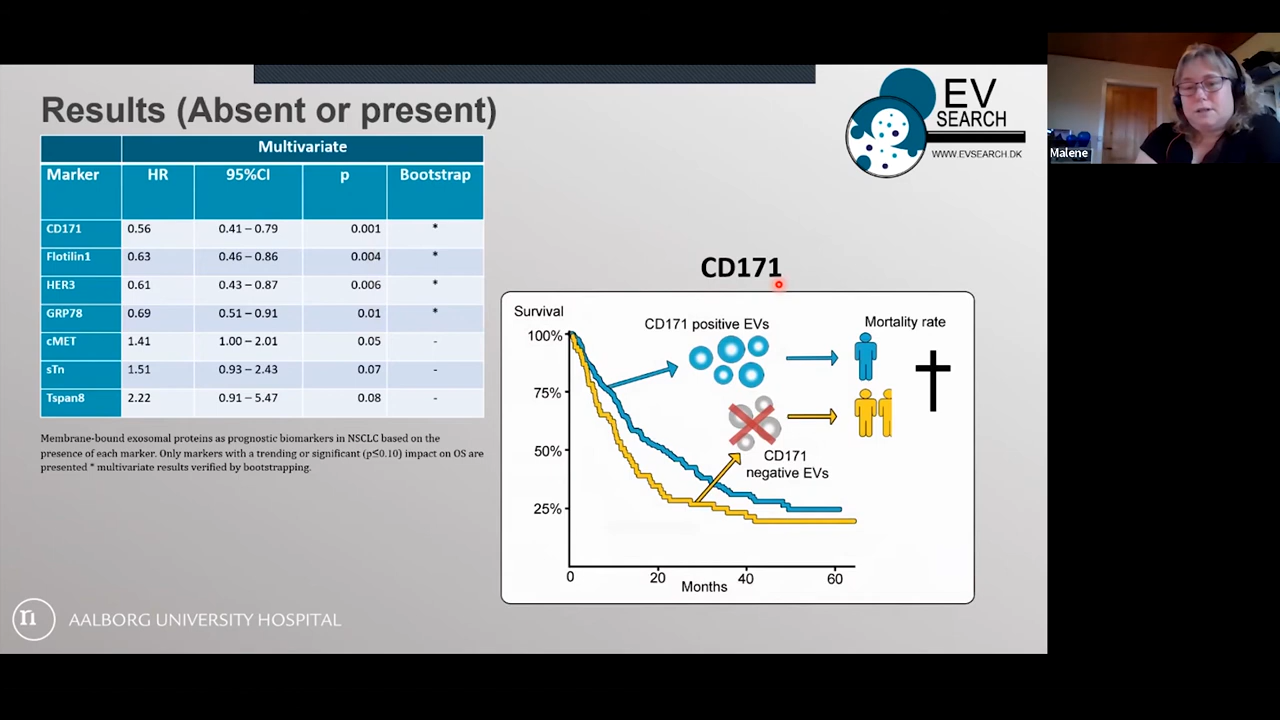 Results (Absent or present)
EV
SEARCH
WWW.EVSEARCH.DK
Malene
Multivariate
Marker HR 95%CI p Bootstrap
CD171 0.56 0.41 – 0.79 0.001 *
Flotilin1 0.63 0.46 – 0.86 0.004 *
HER3 0.61 0.43 – 0.87 0.006 *
GRP78 0.69 0.51 – 0.91 0.01 *
cMET 1.41 1.00 – 2.01 0.05 -
sTn 1.51 0.93 – 2.43 0.07 -
Tspan8 2.22 0.91 – 5.47 0.08 -
Membrane-bound exosomal proteins as prognostic biomarkers in NSCLC based on the
presence of each marker. Only markers with a trending or significant (p≤0.10) impact on OS are
presented * multivariate results verified by bootstrapping.
CD171
Survival
CD171 positive EVs
Mortality rate
100%
75%
50%
25%
CD171
negative EVs
0 20 40 60
Months
n
AALBORG UNIVERSITY HOSPITAL